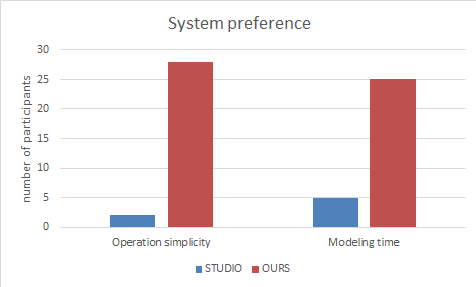 System preference
number of participants
30
25
20
15
10
5
0
Operation simplicity
Modeling time
STUDIO
OURS